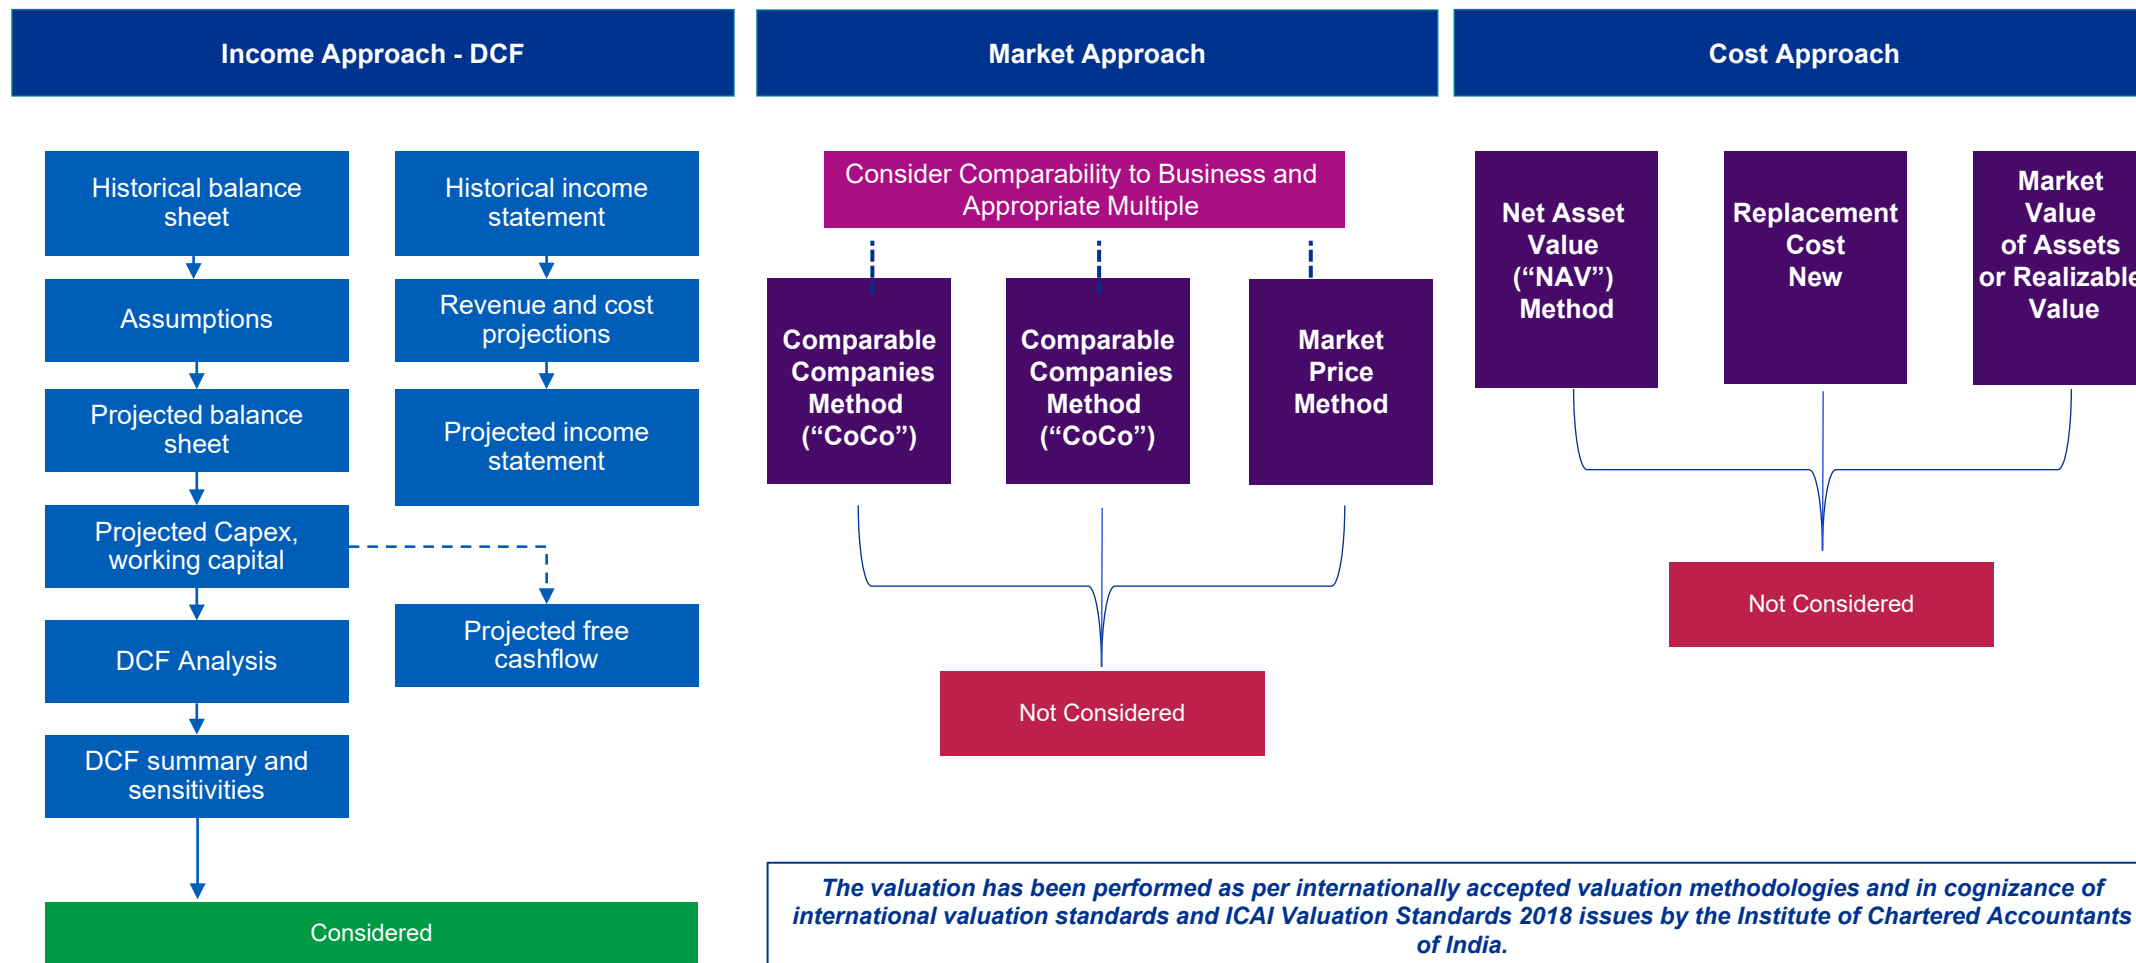 Income Approach - DCF
Historical balance
sheet
Historical income
statement
Assumptions
Revenue and cost
projections
Projected balance
sheet
Projected income
statement
Projected Capex,
working capital
Projected free
cashflow
DCF Analysis
DCF summary and
sensitivities
Considered
Market Approach
Consider Comparability to Business and
Appropriate Multiple
Comparable
Companies
Method
(“CoCo”)
Comparable
Companies
Method
(“CoCo”)
Market
Price
Method
Not Considered
Cost Approach
Net Asset
Value
(“NAV”)
Method
Replacement
Cost
New
Market
Value
of Assets
or Realizable
Value
Not Considered
The valuation has been performed as per internationally accepted valuation methodologies and in cognizance of
international valuation standards and ICAI Valuation Standards 2018 issues by the Institute of Chartered Accountants
of India.